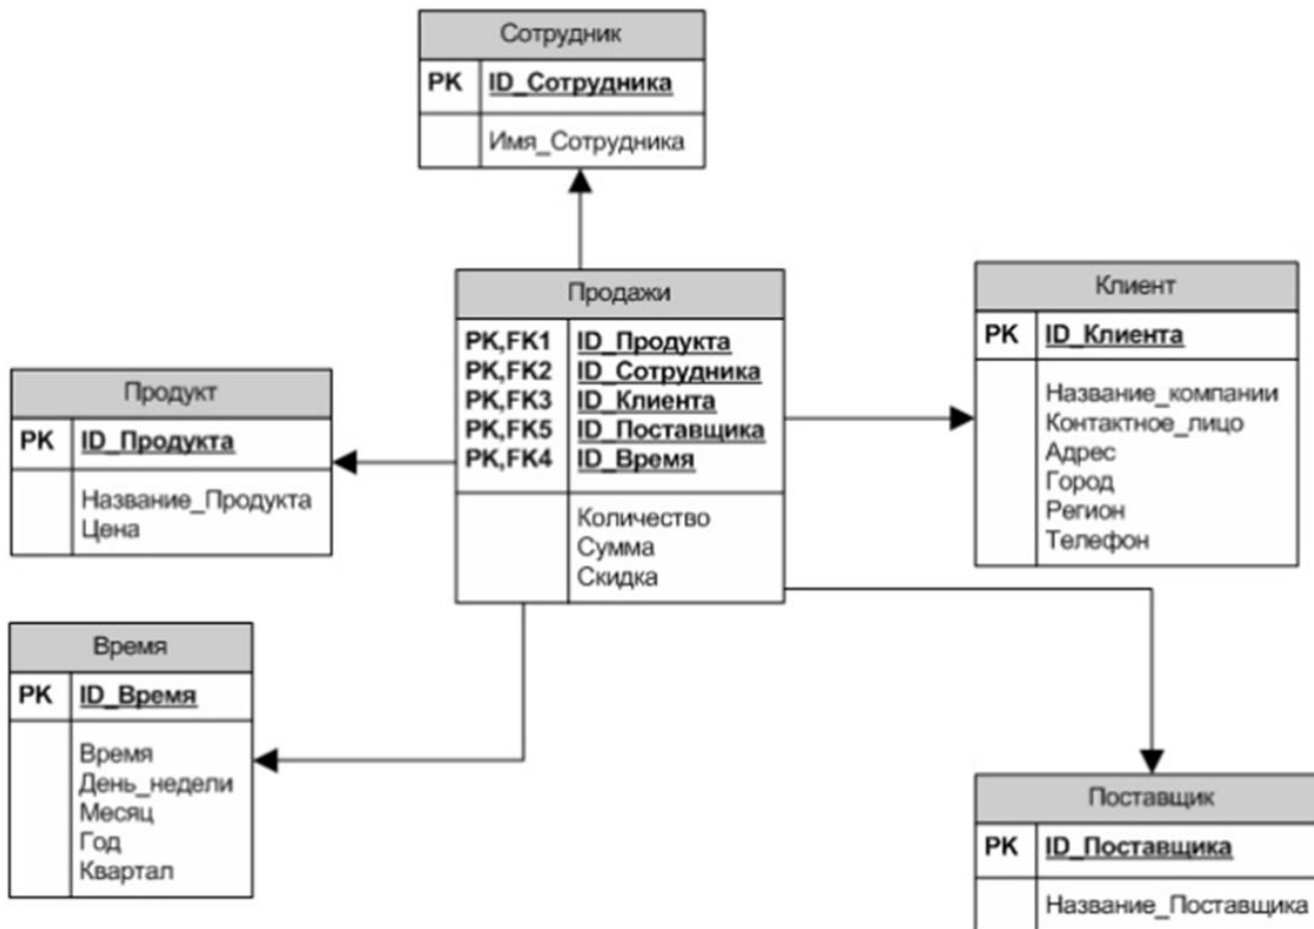 Сотрудник
PK ID_Сотрудника
Имя_Сотрудника
Продажи
PK,FK1 ID_Продукта
PK,FK2 ID_Сотрудника
PK,FK3 ID_Клиента
PK,FK5 ID_Поставщика
PK,FK4 ID_Время
Количество
Сумма
Скидка
Клиент
PK ID_Клиента
Название_компании
Контактное_лицо
Адрес
Город
Регион
Телефон
Продукт
PK ID_Продукта
Название_Продукта
Цена
Время
PK ID_Время
Время
День_недели
Месяц
Год
Квартал
Поставщик
PK ID_Поставщика
Название_Поставщика